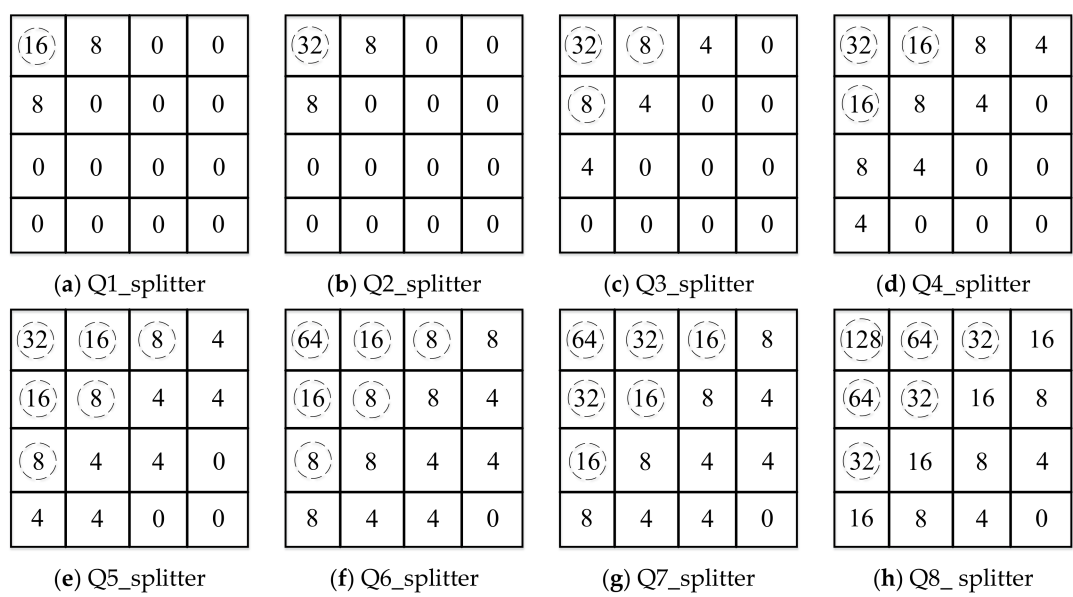 16 8 0 0
8 0 0 0
0 0 0 0
0 0 0 0
(a) Q1_splitter
32 8 0 0
8 0 0 0
0 0 0 0
0 0 0 0
(b) Q2_splitter
32 8 4 0
8 4 0 0
4 0 0 0
0 0 0 0
(c) Q3_splitter
32 16 8 4
16 8 4 0
8 4 0 0
4 0 0 0
(d) Q4_splitter
32 16 8 4
16 8 4 4
8 4 4 0
4 4 0 0
(e) Q5_splitter
64 16 8 8
16 8 8 4
8 8 4 4
8 4 4 0
(f) Q6_splitter
64 32 16 8
32 16 8 4
16 8 4 4
8 4 4 0
(g) Q7_splitter
128 64 32 16
64 32 16 8
32 16 8 4
16 8 4 0
(h) Q8_ splitter